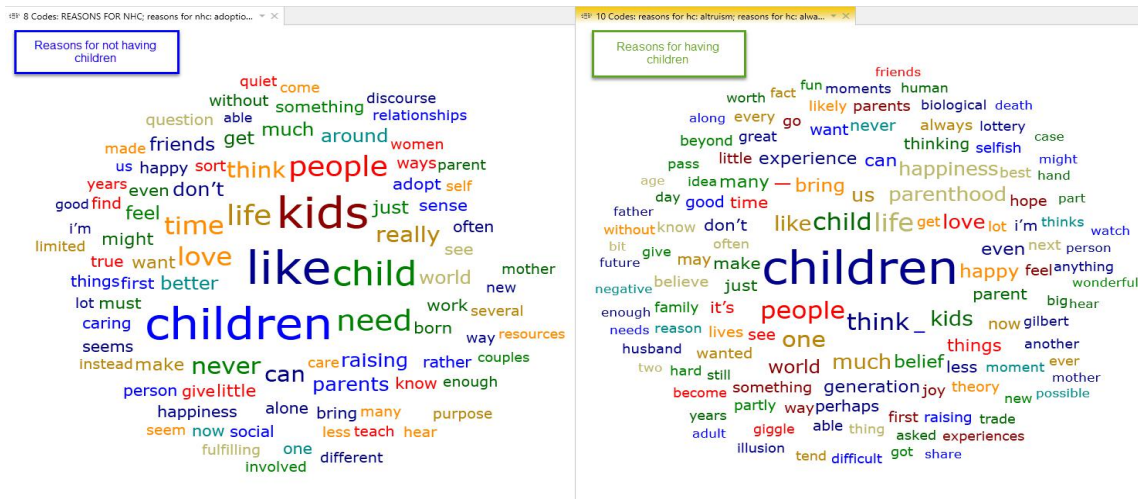 8 Codes: REASONS FOR NHC; reasons for nhc: adoptio...
Reasons for not having
children
quiet come
without something discourse
question able relationships
made friends get much around women
us happy sort think people ways parent
years even don't kids adopt self
good find feel time life just sense
i'm might really often
limited want love see
true like child world mother
things first better new
lot must children need work several
caring born
seems way resources
instead make never care raising rather couples
person give little can parents know enough
happiness alone bring many purpose
seem now social less teach hear
fulfilling one different
involved
10 Codes: reasons for hc: altruism; reasons for hc: alwa...
Reasons for having
children
friends
worth fact fun moments human
likely parents biological death
along every go want never always lottery
beyond great thinking selfish case
pass little experience can happiness best might
age idea many — bring us parenthood hand
day good time hope part
father like child life get love lot i'm thinks
without know don't watch
bit often even next person
future give may make children happy feel anything
negative believe just wonderful
parent big hear
enough family it's people think _ kids now gilbert
needs reason lives see one things another
husband wanted world much belief less moment ever
two hard still mother
become something generation joy theory new possible
years partly way perhaps first raising trade
adult giggle able thing asked experiences
illusion tend difficult got share